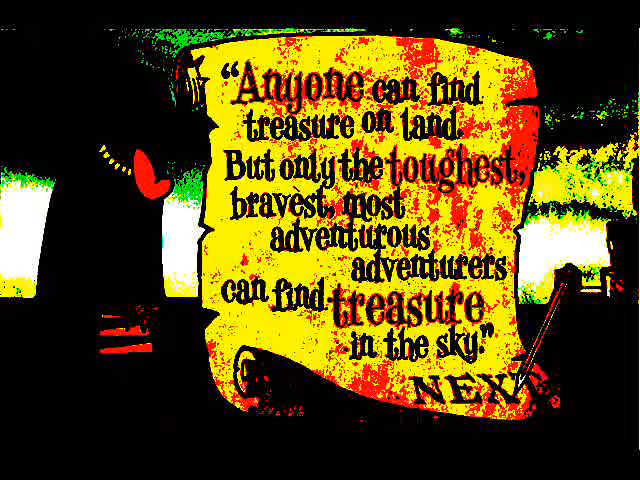 “Anyone can find
treasure on land.
But only the toughest,
bravest, most
adventurous
adventurers
can find treasure
in the sky.”
NEXT